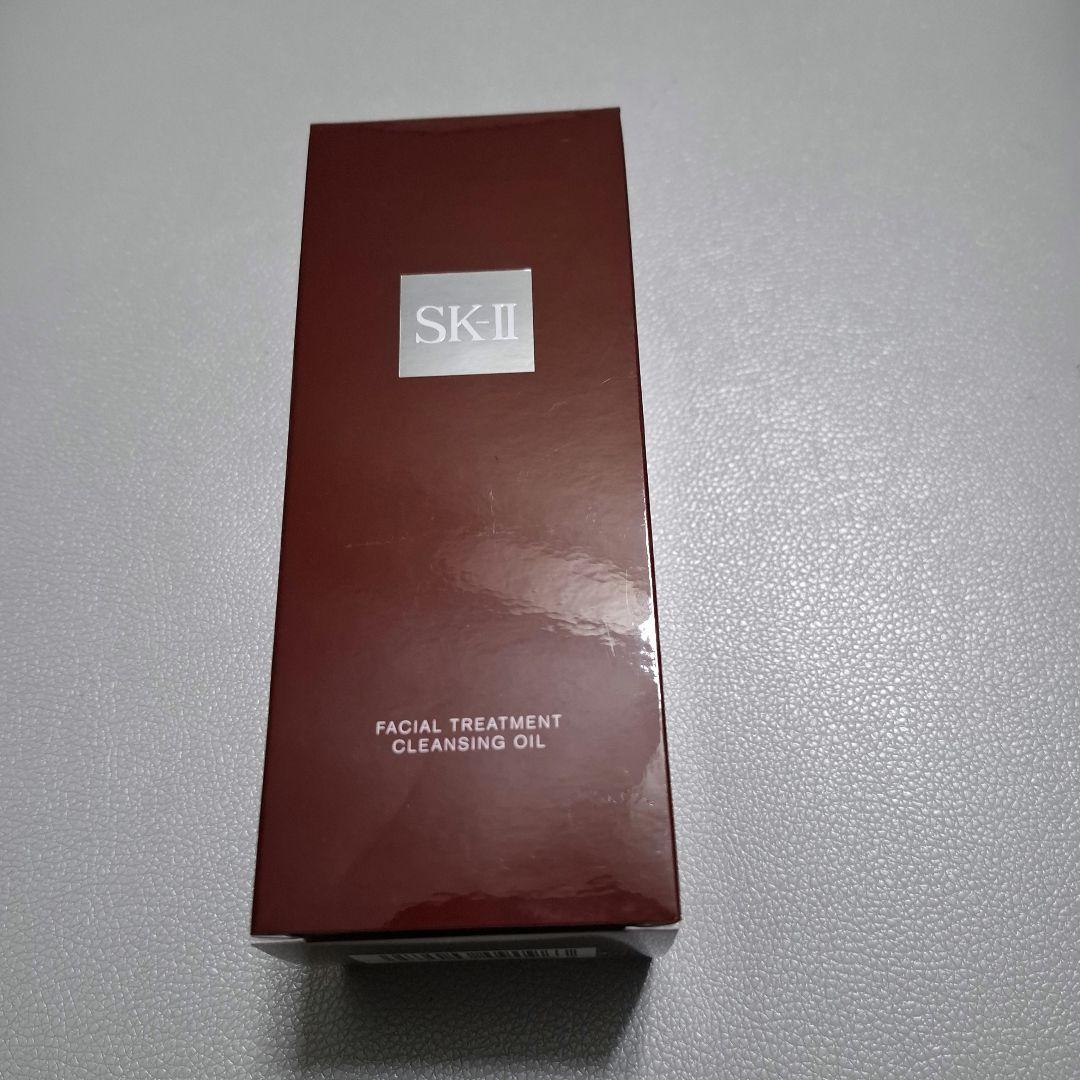 SK-II
FACIAL TREATMENT
CLEANSING OIL